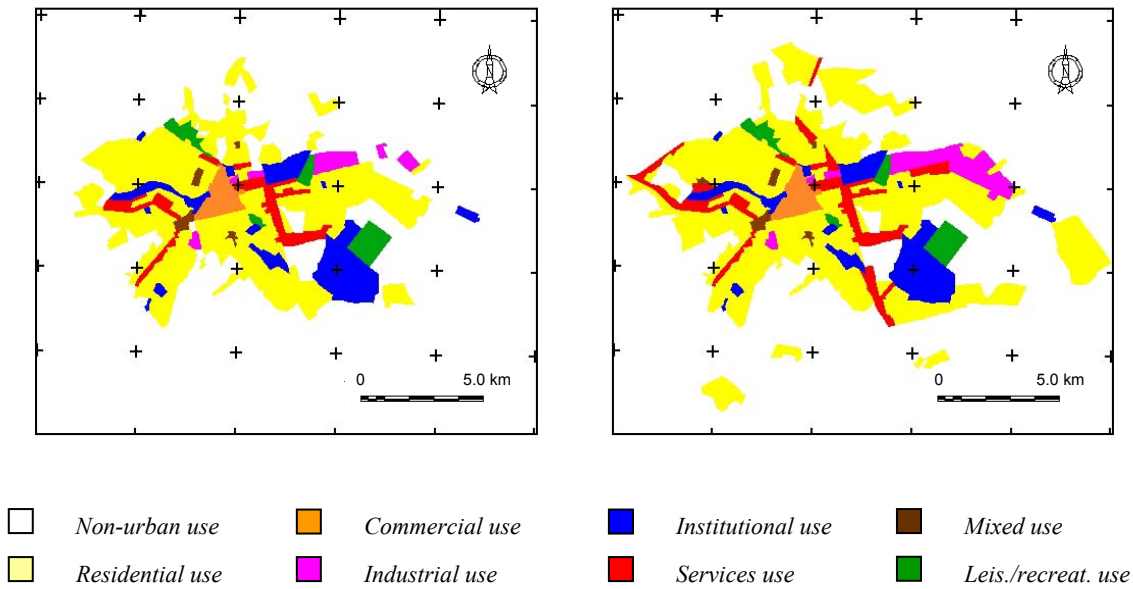 0 5.0 km
0 5.0 km
Non-urban use Commercial use Institutional use Mixed use
Residential use Industrial use Services use Leis./recreat. use